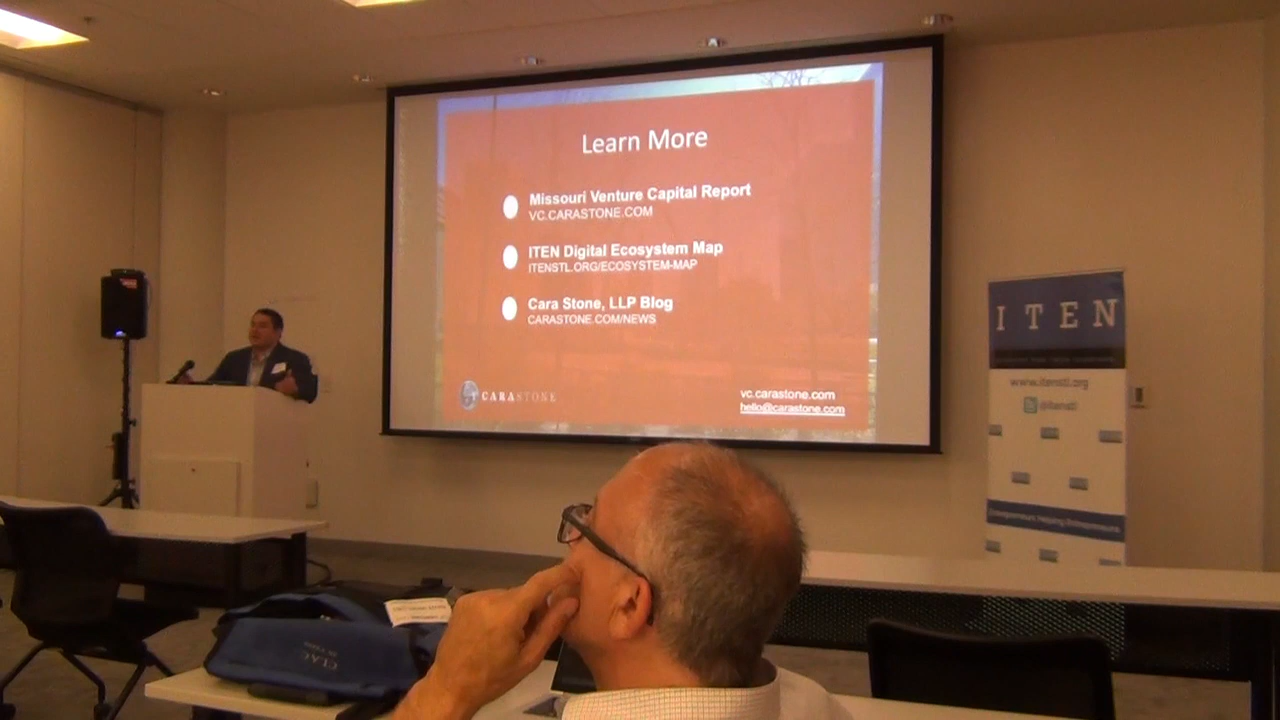 Learn More
Missouri Venture Capital Report
VC.CARASTONE.COM
ITEN Digital Ecosystem Map
ITENSTL.ORG/ECOSYSTEM-MAP
Cara Stone, LLP Blog
CARASTONE.COM/NEWS
CARASTONE
vc.carastone.com
hello@carastone.com
ITEN
www.itenstl.org
@itenstl
Entrepreneurs Helping Entrepreneurs
CLAC